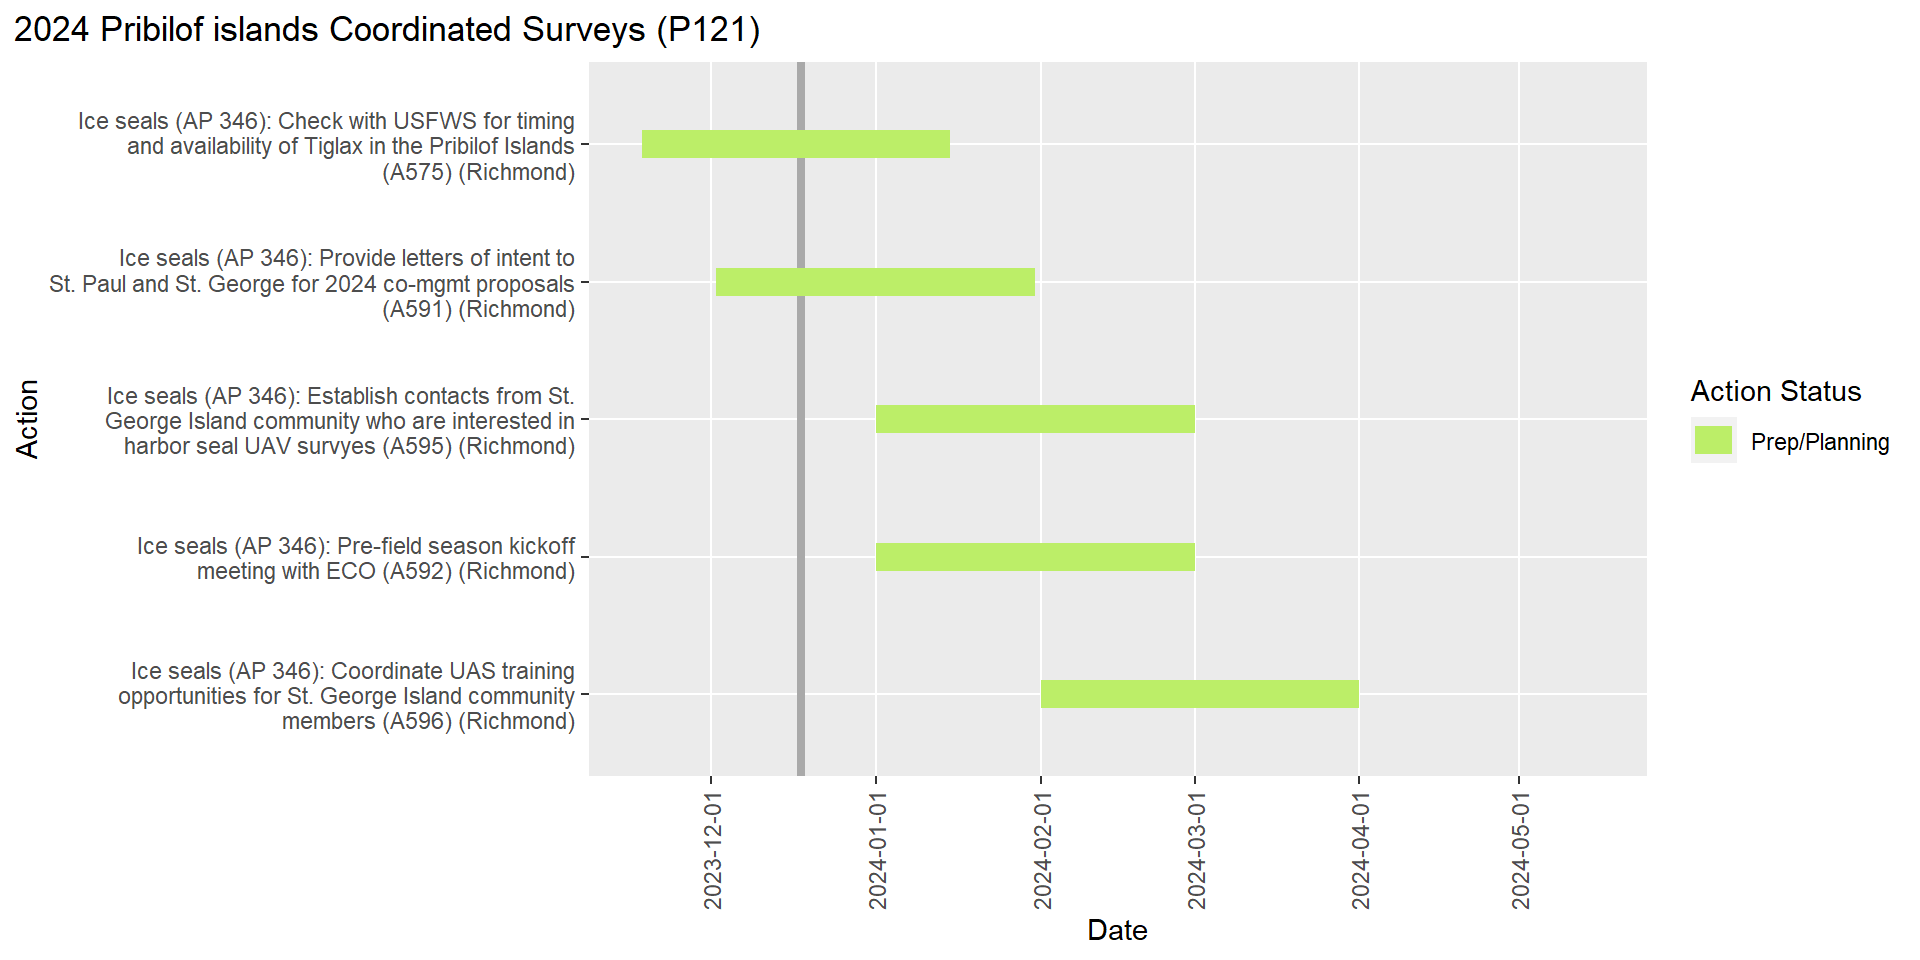 2024 Pribilof islands Coordinated Surveys (P121)
Ice seals (AP 346): Check with USFWS for timing
and availability of Tiglax in the Pribilof Islands
(A575) (Richmond)
Ice seals (AP 346): Provide letters of intent to
St. Paul and St. George for 2024 co-mgmt proposals
(A591) (Richmond)
Ice seals (AP 346): Establish contacts from St.
George Island community who are interested in
harbor seal UAV survyes (A595) (Richmond)
Ice seals (AP 346): Pre-field season kickoff
meeting with ECO (A592) (Richmond)
Ice seals (AP 346): Coordinate UAS training
opportunities for St. George Island community
members (A596) (Richmond)
Action
2023-12-01
2024-01-01
2024-02-01
2024-03-01
2024-04-01
2024-05-01
Date
Action Status
Prep/Planning